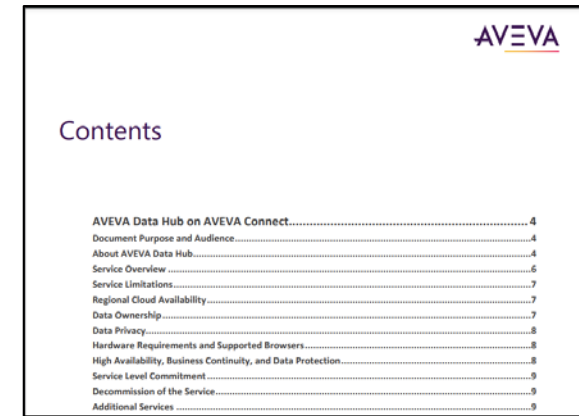 AVEVA
Contents
AVEVA Data Hub on AVEVA Connect.................................................................. 4
Document Purpose and Audience..........................................................................................4
About AVEVA Data Hub..........................................................................................4
Service Overview ..........................................................................................6
Service Limitations..........................................................................................7
Regional Cloud Availability..........................................................................................7
Data Ownership..........................................................................................7
Data Privacy..........................................................................................8
Hardware Requirements and Supported Browsers..................................................................8
High Availability, Business Continuity, and Data Protection.......................................................8
Service Level Commitment..........................................................................................9
Decommission of the Service..........................................................................................9
Additional Services ..........................................................................................9